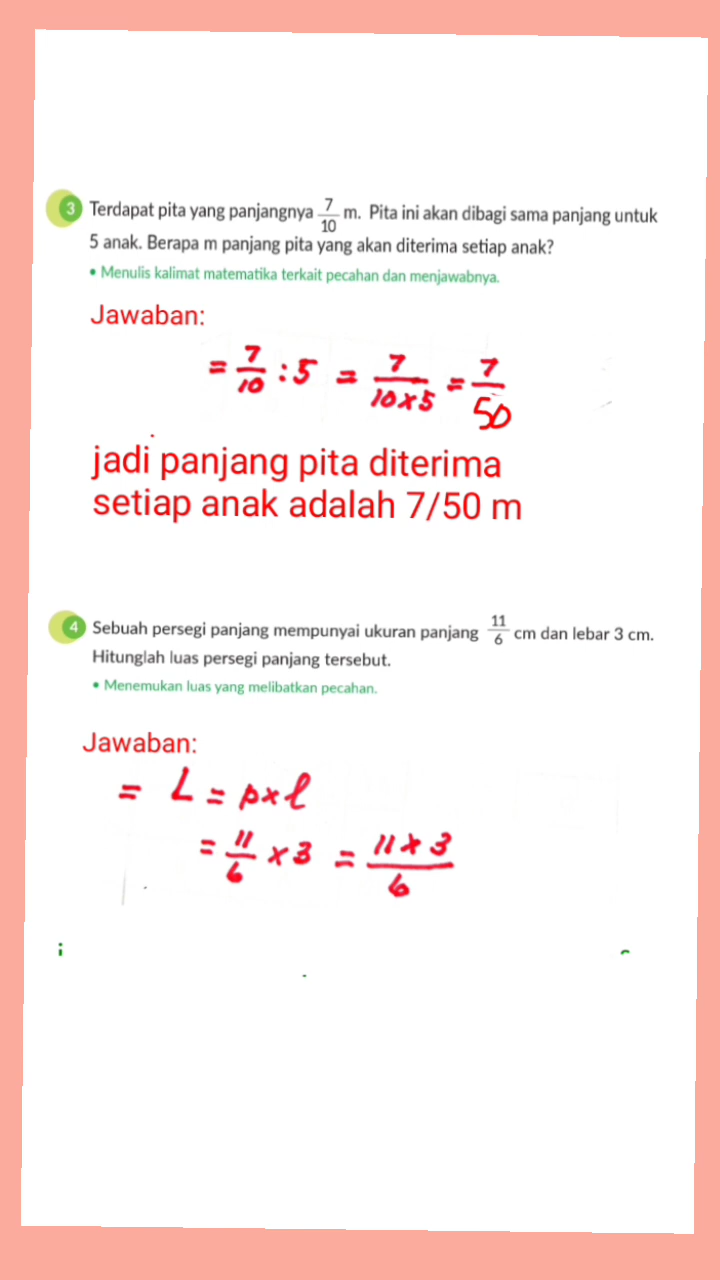 3 Terdapat pita yang panjangnya 7/10 m. Pita ini akan dibagi sama panjang untuk
5 anak. Berapa m panjang pita yang akan diterima setiap anak?
• Menulis kalimat matematika terkait pecahan dan menjawabnya.
Jawaban:
= 7/10 : 5 = 7/10x5 = 7/50
jadi panjang pita diterima
setiap anak adalah 7/50 m
4 Sebuah persegi panjang mempunyai ukuran panjang 11/6 cm dan lebar 3 cm.
Hitunglah luas persegi panjang tersebut.
• Menemukan luas yang melibatkan pecahan.
Jawaban:
= L = p x l
= 11/6 x 3 = 11 x 3/6